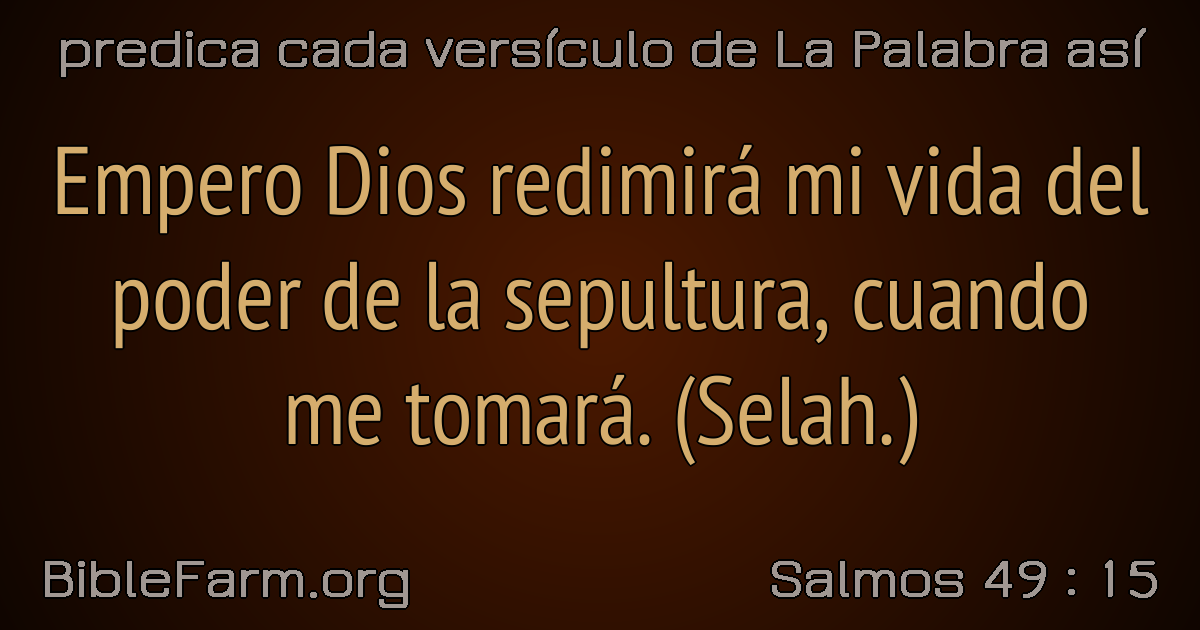 predica cada versículo de La Palabra así
Empero Dios redimirá mi vida del
poder de la sepultura, cuando
me tomará. (Selah.)
BibleFarm.org
Salmos 49 : 15